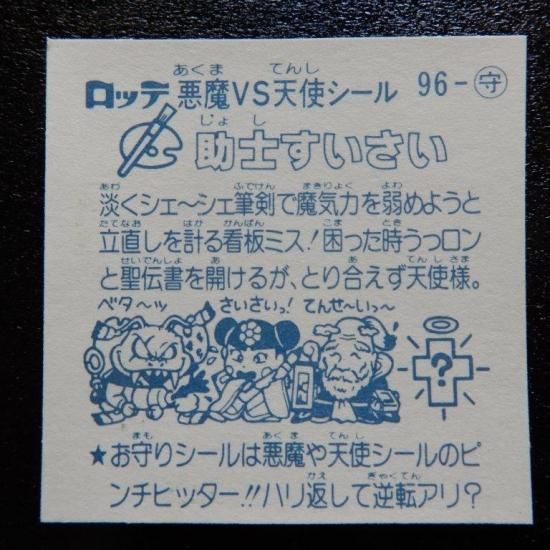 ロッテ 悪魔VS天使シール 96-守
助士すいさい
淡くシェ〜シェ筆剣で魔気力を弱めようと
立直しを計る看板ミス!困った時うっロン
と聖伝書を開けるが、とり合えず天使様。
ベタ〜ッ さいさいっ! てんせ〜いっ〜
?
★お守りシールは悪魔や天使シールのピ
ンチヒッター!!ハリ返して逆転アリ?